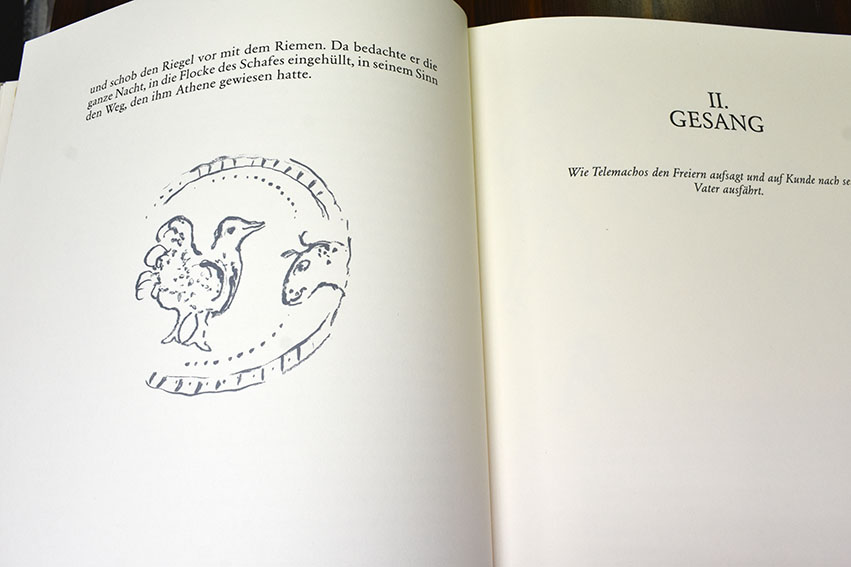 und schob den Riegel vor mit dem Riemen. Da bedachte er die
ganze Nacht, in die Flocke des Schafes eingehüllt, in seinem Sinn
den Weg, den ihm Athene gewiesen hatte.
II.
GESANG
Wie Telemachos den Freiern aufsagt und auf Kunde nach se
Vater ausfährt.